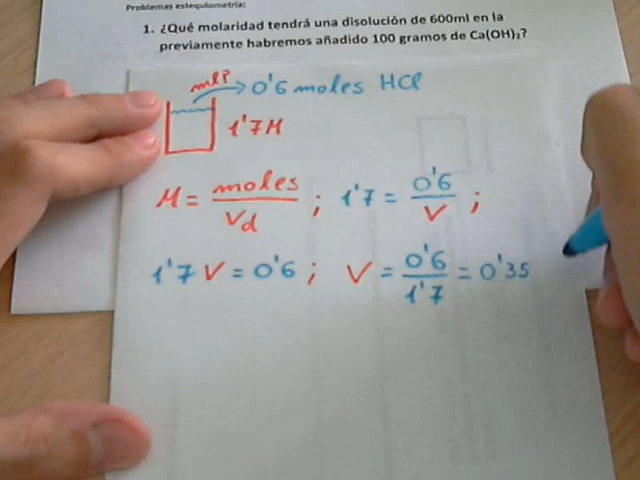 Problemas estequiometría:
1. ¿Qué molaridad tendrá una disolución de 600ml en la
previamente habremos añadido 100 gramos de Ca(OH)₂?
ml? 0'6 moles HCl
1'7M
M = moles / Vd ; 1'7 = 0'6 / V ;
1'7 V = 0'6 ; V = 0'6 / 1'7 = 0'35